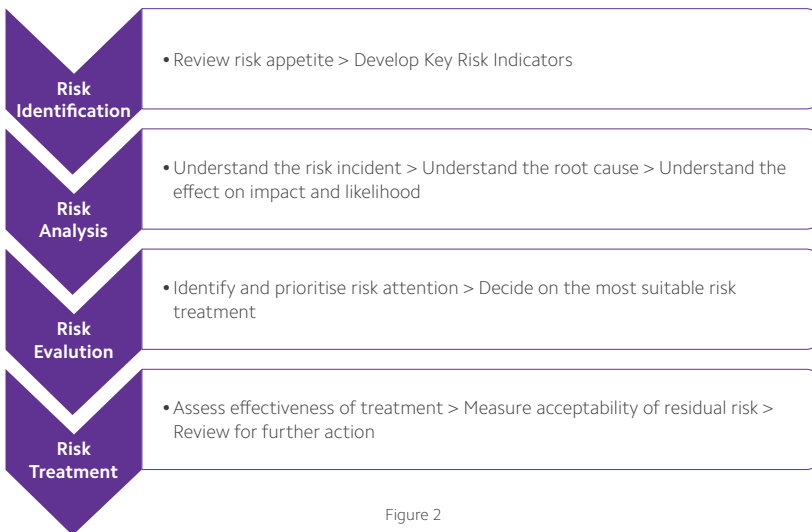 Risk
Identification
• Review risk appetite > Develop Key Risk Indicators
Risk
Analysis
• Understand the risk incident > Understand the root cause > Understand the
effect on impact and likelihood
Risk
Evalution
• Identify and prioritise risk attention > Decide on the most suitable risk
treatment
Risk
Treatment
• Assess effectiveness of treatment > Measure acceptability of residual risk >
Review for further action
Figure 2